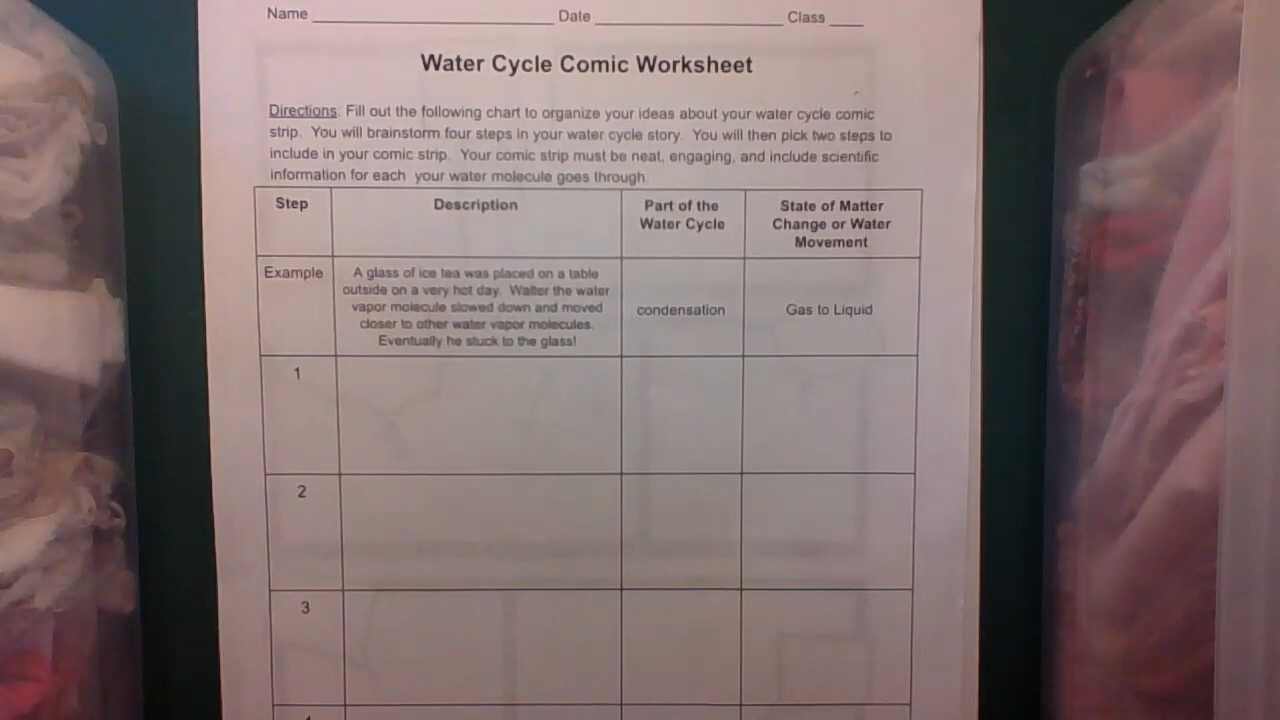 Name ______ Date ______ Class ____
Water Cycle Comic Worksheet
Directions: Fill out the following chart to organize your ideas about your water cycle comic
strip. You will brainstorm four steps in your water cycle story. You will then pick two steps to
include in your comic strip. Your comic strip must be neat, engaging, and include scientific
information for each your water molecule goes through.
Step
Description
Part of the
Water Cycle
State of Matter
Change or Water
Movement
Example
A glass of ice tea was placed on a table
outside on a very hot day. Walter the water
vapor molecule slowed down and moved
closer to other water vapor molecules.
Eventually he stuck to the glass!
condensation
Gas to Liquid
1
2
3